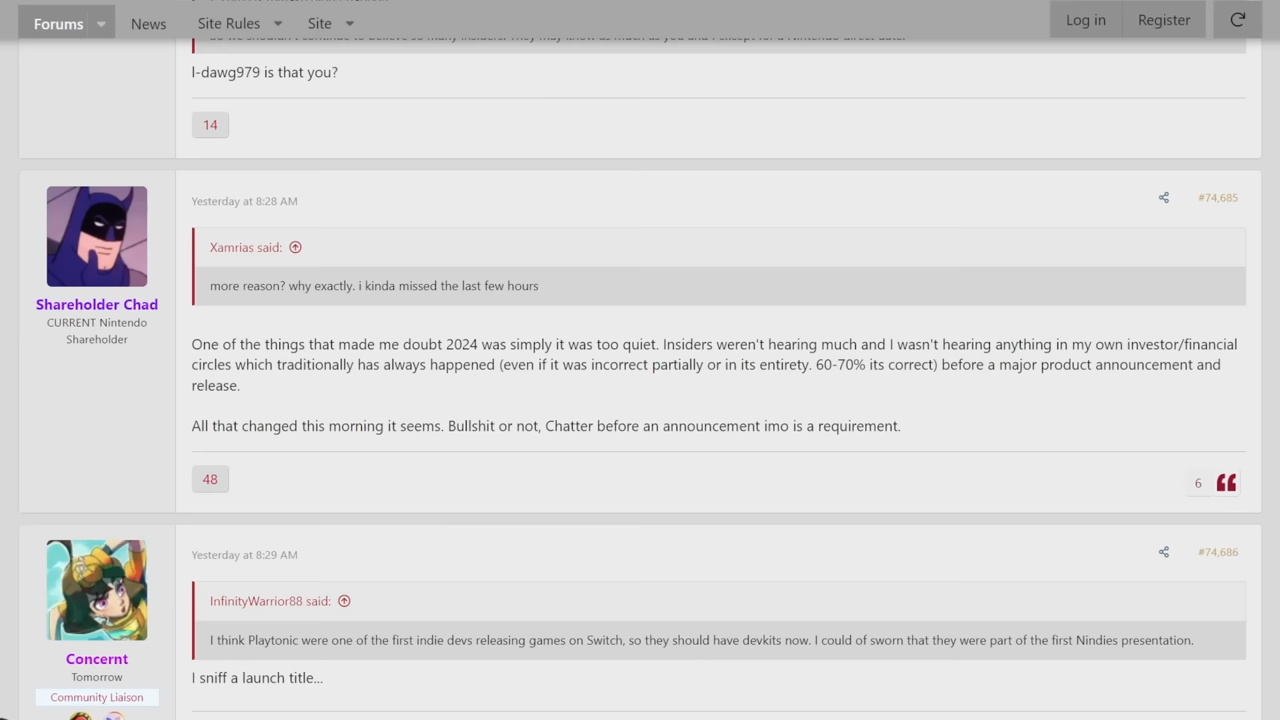 Forums
News
Site Rules
Site
Log in
Register
I-dawg979 is that you?
14
Shareholder Chad
CURRENT Nintendo
Shareholder
Yesterday at 8:28 AM
#74,685
Xamrias said:
more reason? why exactly. i kinda missed the last few hours
One of the things that made me doubt 2024 was simply it was too quiet. Insiders weren't hearing much and I wasn't hearing anything in my own investor/financial
circles which traditionally has always happened (even if it was incorrect partially or in its entirety. 60-70% its correct) before a major product announcement and
release.
All that changed this morning it seems. Bullshit or not, Chatter before an announcement imo is a requirement.
48
6
Concernt
Tomorrow
Community Liaison
Yesterday at 8:29 AM
#74,686
InfinityWarrior88 said:
I think Playtonic were one of the first indie devs releasing games on Switch, so they should have devkits now. I could of sworn that they were part of the first Nindies presentation.
I sniff a launch title...